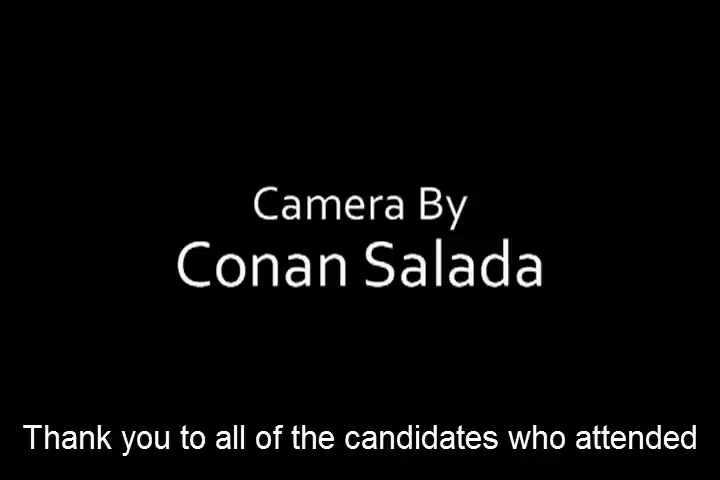 Camera By
Conan Salada
Thank you to all of the candidates who attended